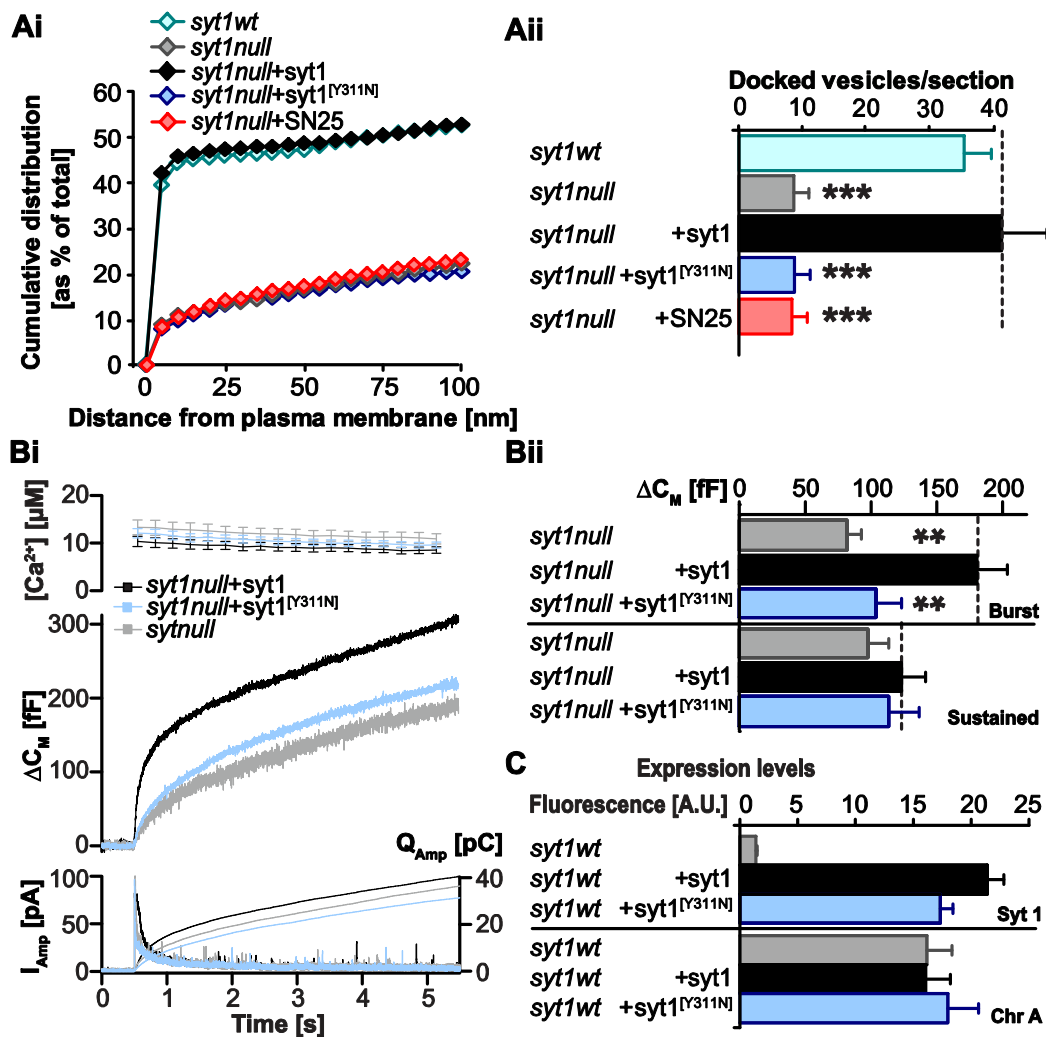 Ai
syt1wt
syt1null
syt1null+syt1
syt1null+syt1[Y311N]
syt1null+SN25
60
50
40
30
20
10
0
Cumulative distribution
[as % of total]
0 25 50 75 100
Distance from plasma membrane [nm]
Aii
Docked vesicles/section
0 10 20 30 40
syt1wt
syt1null ***
syt1null +syt1
syt1null +syt1[Y311N] ***
syt1null +SN25 ***
Bi
20
10
0
[Ca2+] [µM]
syt1null+syt1
syt1null+syt1[Y311N]
sytnull
300
200
100
0
ΔCM [fF]
QAmp [pC]
100
50
0
IAmp [pA]
40
20
0
0 1 2 3 4 5
Time [s]
Bii
ΔCM [fF] 0 50 100 150 200
syt1null **
syt1null +syt1
syt1null +syt1[Y311N] ** Burst
syt1null
syt1null +syt1
syt1null +syt1[Y311N] Sustained
C Expression levels
Fluorescence [A.U.] 0 5 10 15 20 25
syt1wt
syt1wt +syt1
syt1wt +syt1[Y311N] Syt 1
syt1wt
syt1wt +syt1
syt1wt +syt1[Y311N] Chr A